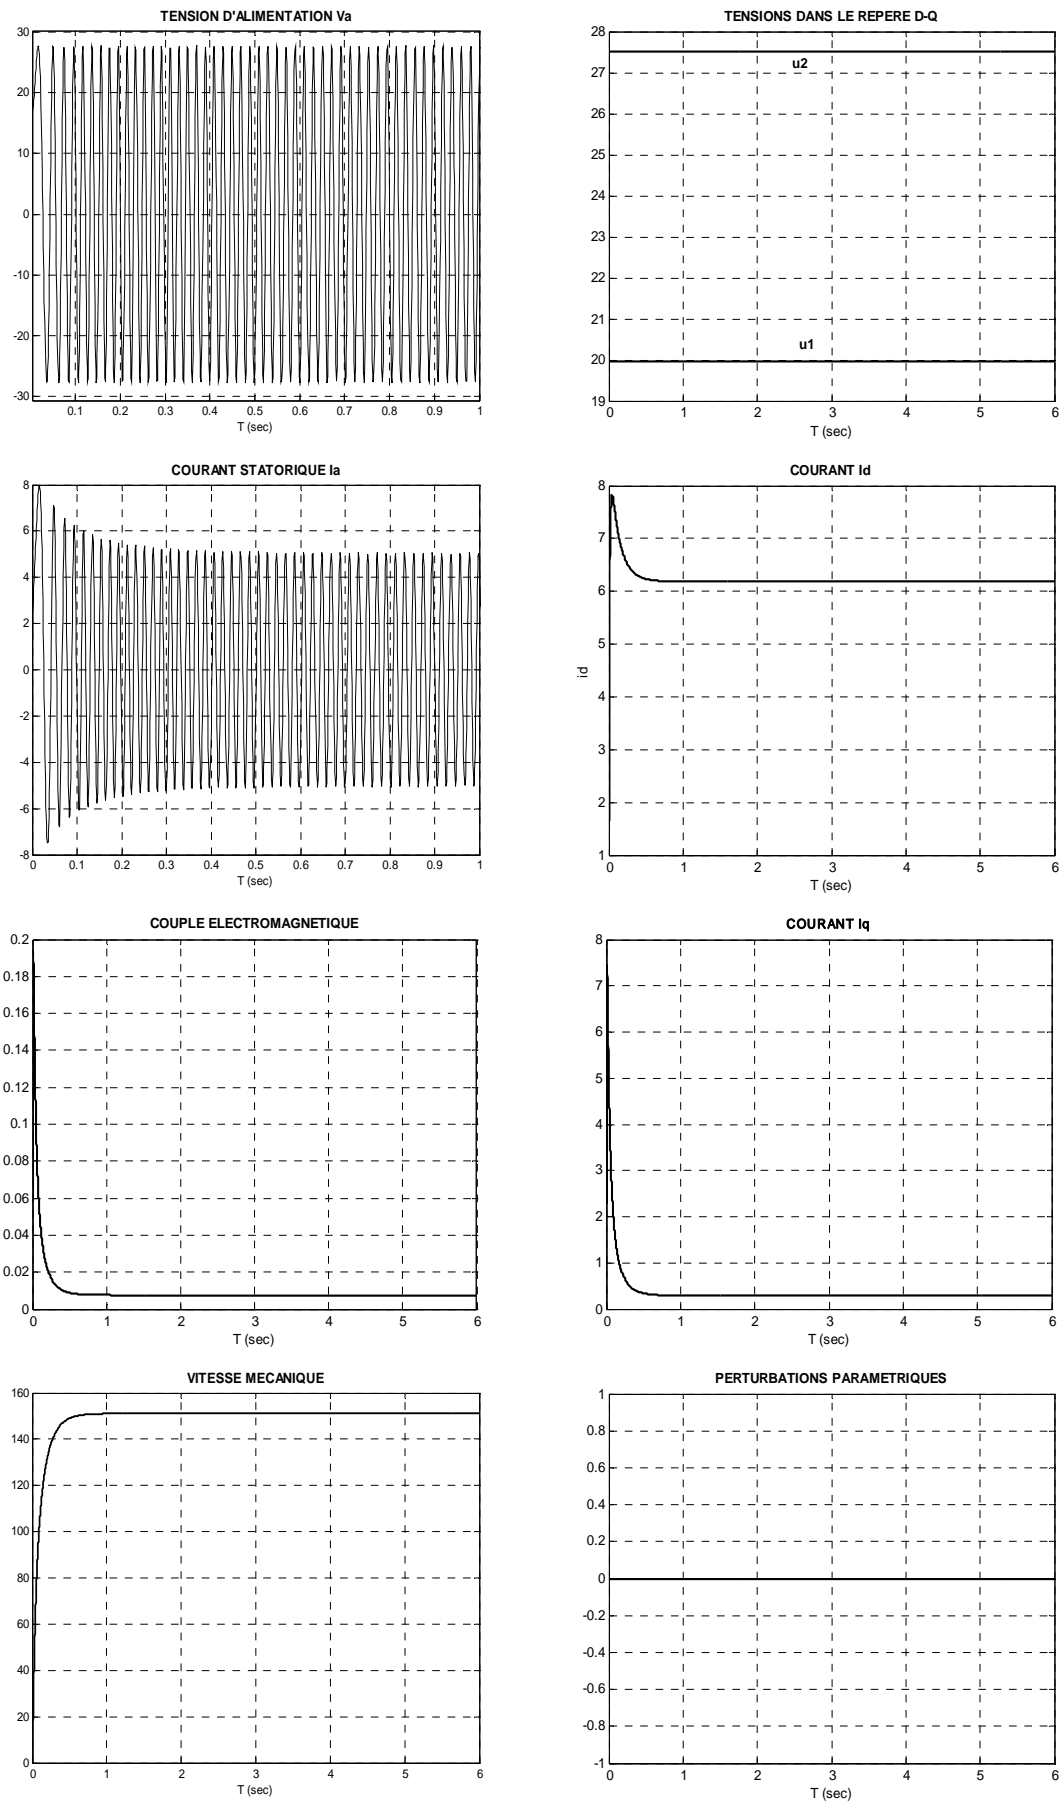 TENSION D'ALIMENTATION Va
30
20
10
0
-10
-20
-30
0.1 0.2 0.3 0.4 0.5 0.6 0.7 0.8 0.9 1
T (sec)
TENSIONS DANS LE REPERE D-Q
28
27
26
25
24
23
22
21
20
19
u2
u1
0 1 2 3 4 5 6
T (sec)
COURANT STATORIQUE Ia
8
6
4
2
0
-2
-4
-6
-8
0 0.1 0.2 0.3 0.4 0.5 0.6 0.7 0.8 0.9 1
T (sec)
COURANT Id
8
7
6
5
4
3
2
1
id
0 1 2 3 4 5 6
T (sec)
COUPLE ELECTROMAGNETIQUE
0.2
0.18
0.16
0.14
0.12
0.1
0.08
0.06
0.04
0.02
0
0 1 2 3 4 5 6
T (sec)
COURANT Iq
8
7
6
5
4
3
2
1
0
0 1 2 3 4 5 6
T (sec)
VITESSE MECANIQUE
160
140
120
100
80
60
40
20
0
0 1 2 3 4 5 6
T (sec)
PERTURBATIONS PARAMETRIQUES
1
0.8
0.6
0.4
0.2
0
-0.2
-0.4
-0.6
-0.8
-1
0 1 2 3 4 5 6
T (sec)